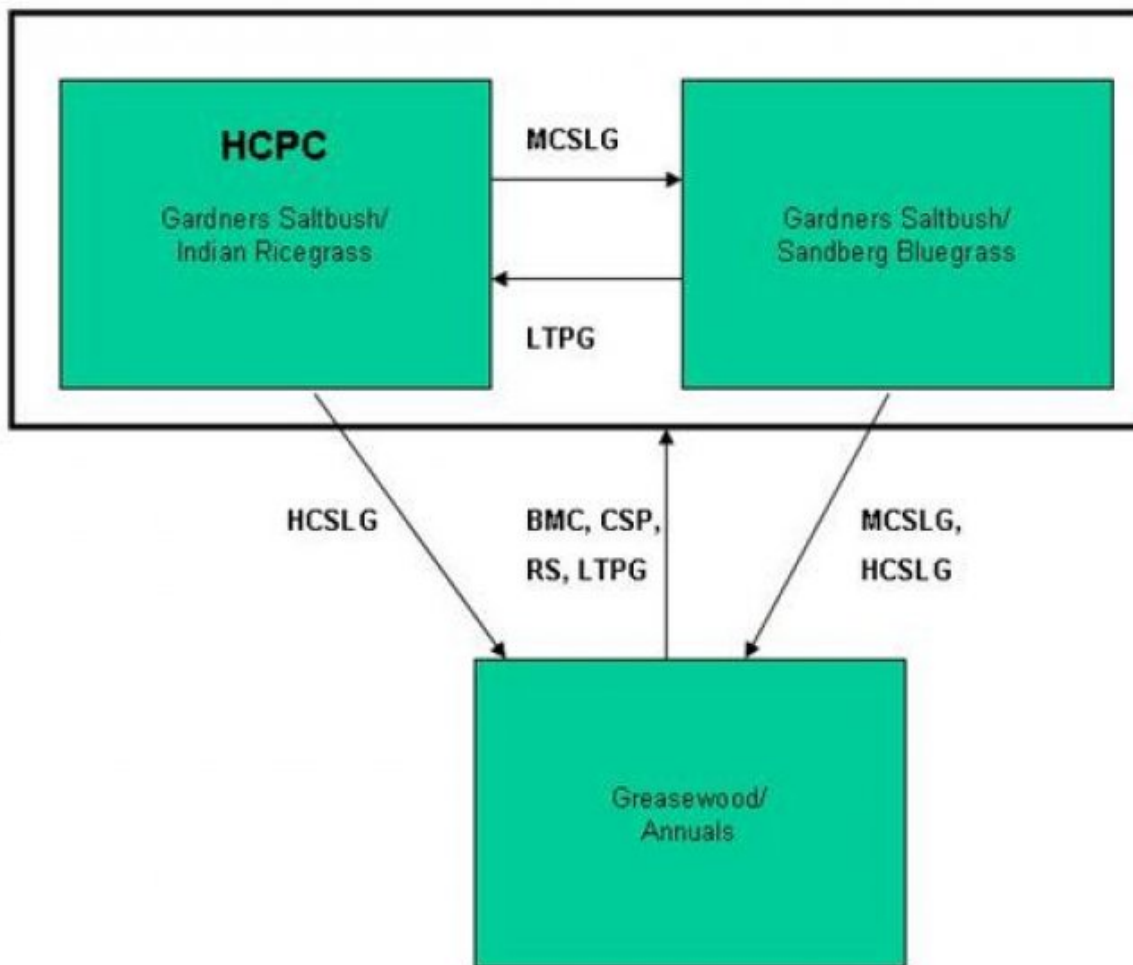 HCPC
Gardners Saltbush/
Indian Ricegrass
MCSLG
LTPG
Gardners Saltbush/
Sandberg Bluegrass
HCSLG
BMC, CSP,
RS, LTPG
MCSLG,
HCSLG
Greasewood/
Annuals